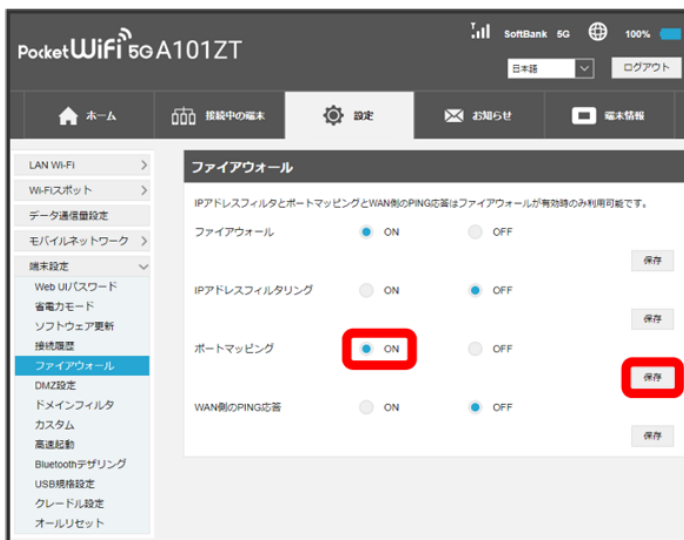 Pocket WiFi 5G A101ZT
SoftBank 5G 100%
日本語 ログアウト
ホーム 接続中の端末 設定 お知らせ 端末情報
LAN Wi-Fi
Wi-Fiスポット
データ通信量設定
モバイルネットワーク
端末設定
Web UIパスワード
省電力モード
ソフトウェア更新
接続履歴
ファイアウォール
DMZ設定
ドメインフィルタ
カスタム
高速起動
Bluetoothテザリング
USB規格設定
クレードル設定
オールリセット
ファイアウォール
IPアドレスフィルタとポートマッピングとWAN側のPING応答はファイアウォールが有効時のみ利用可能です。
ファイアウォール ON OFF
保存
IPアドレスフィルタリング ON OFF
保存
ポートマッピング ON OFF
保存
WAN側のPING応答 ON OFF
保存